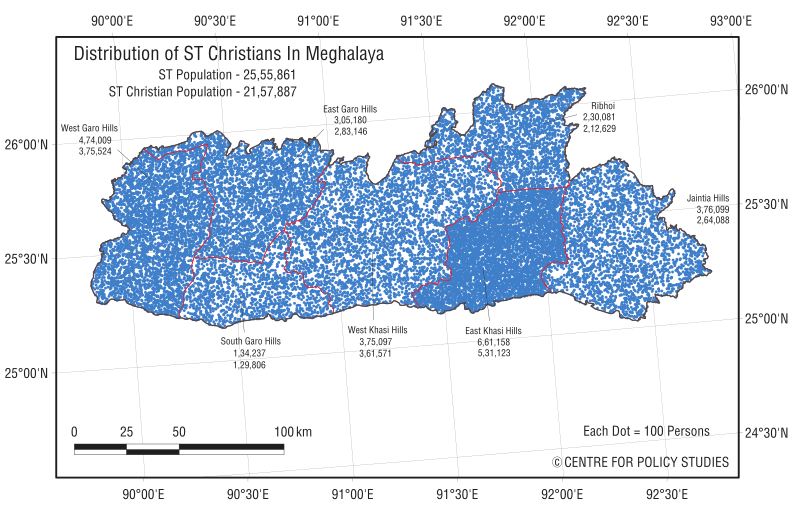 90°00'E 90°30'E 91°00'E 91°30'E 92°00'E 92°30'E 93°00'E
Distribution of ST Christians In Meghalaya
ST Population - 25,55,861
ST Christian Population - 21,57,887
26°00'N
East Garo Hills
3,05,180
2,83,146
Ribhoi
2,30,081
2,12,629
West Garo Hills
4,74,009
3,75,524
26°00'N
Jaintia Hills
3,76,099
2,64,088
25°30'N
25°30'N
25°00'N
West Khasi Hills
3,75,097
3,61,571
East Khasi Hills
6,61,158
5,31,123
South Garo Hills
1,34,237
1,29,806
25°00'N
0 25 50 100 km
Each Dot = 100 Persons
24°30'N
© CENTRE FOR POLICY STUDIES
90°00'E 90°30'E 91°00'E 91°30'E 92°00'E 92°30'E